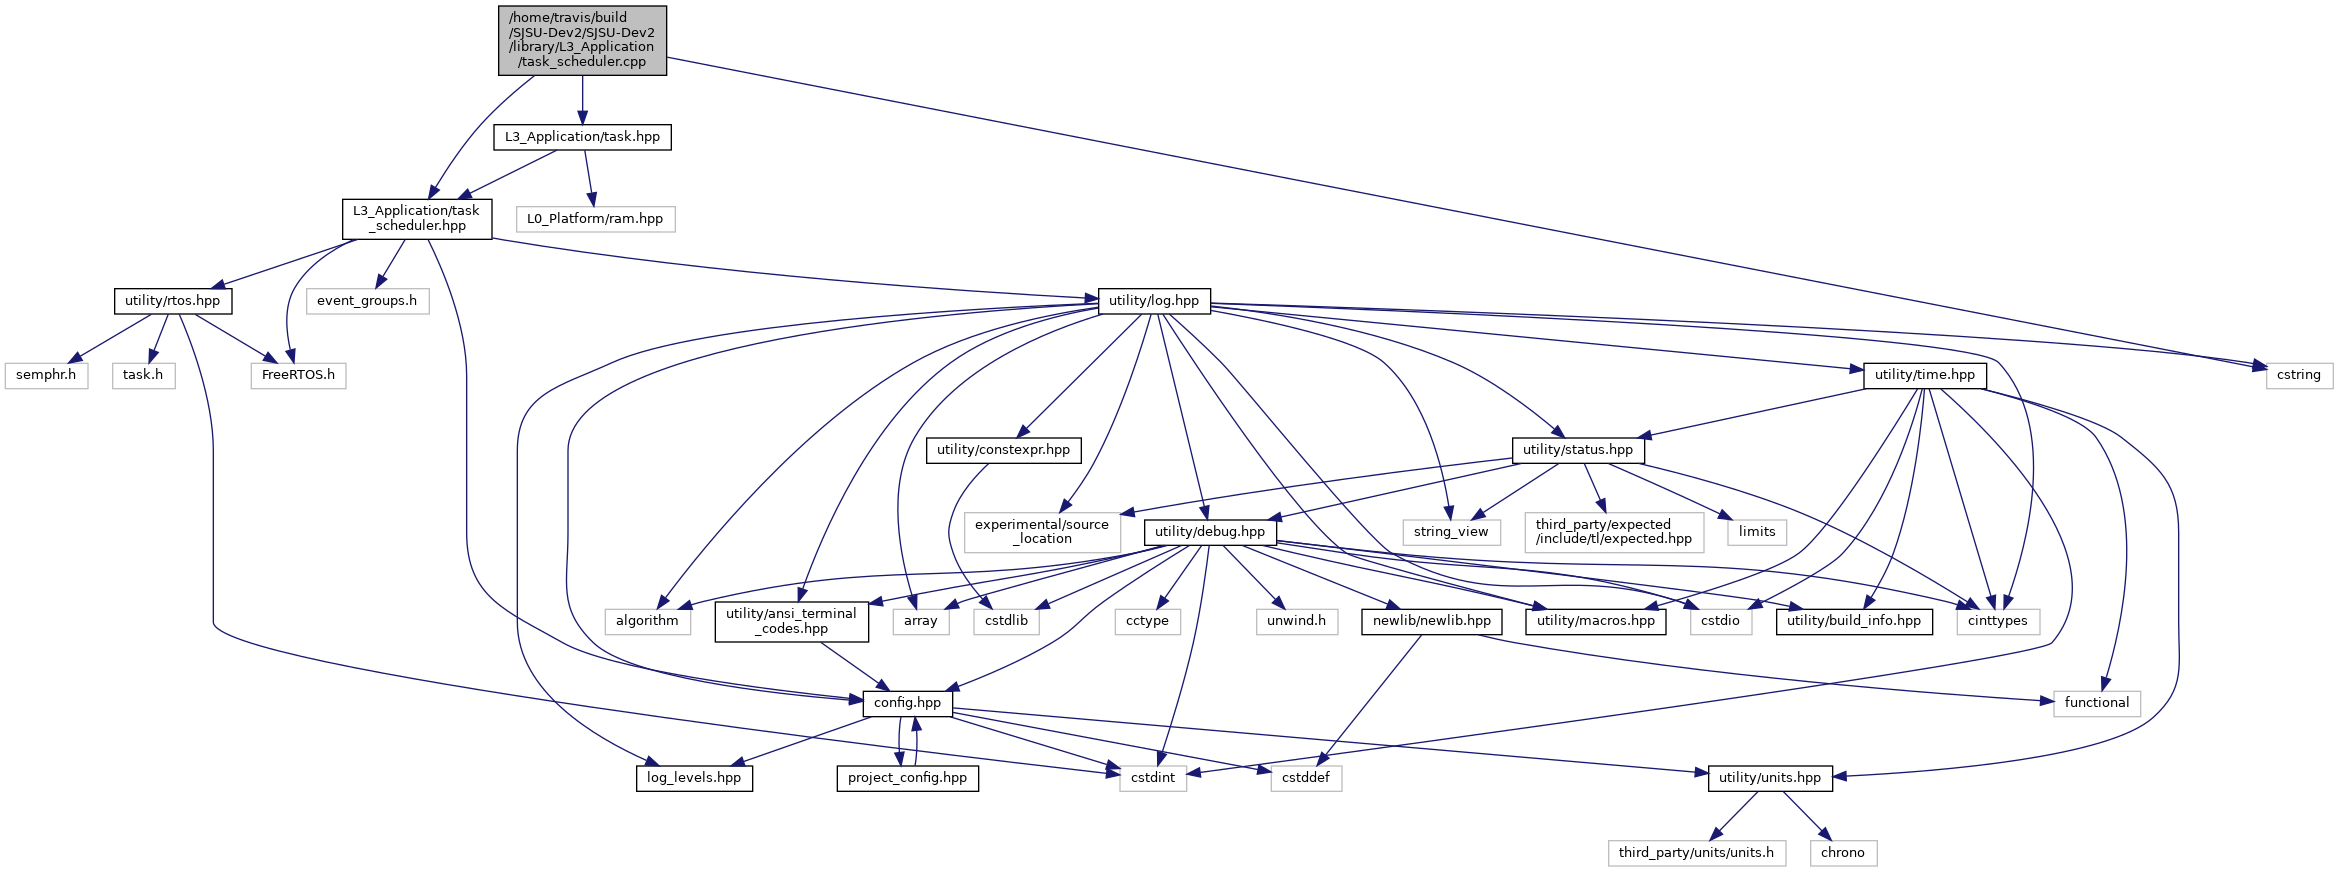 /home/travis/build
/SJSU-Dev2/SJSU-Dev2
/library/L3_Application
/task_scheduler.cpp
L3_Application/task.hpp
L3_Application/task
_scheduler.hpp
L0_Platform/ram.hpp
utility/rtos.hpp
event_groups.h
utility/log.hpp
semphr.h
task.h
FreeRTOS.h
utility/time.hpp
cstring
utility/constexpr.hpp
utility/status.hpp
experimental/source
_location
utility/debug.hpp
string_view
third_party/expected
/include/tl/expected.hpp
limits
algorithm
utility/ansi_terminal
_codes.hpp
array
cstdlib
cctype
unwind.h
newlib/newlib.hpp
utility/macros.hpp
cstdio
utility/build_info.hpp
cinttypes
config.hpp
functional
log_levels.hpp
project_config.hpp
cstdint
cstddef
utility/units.hpp
third_party/units/units.h
chrono